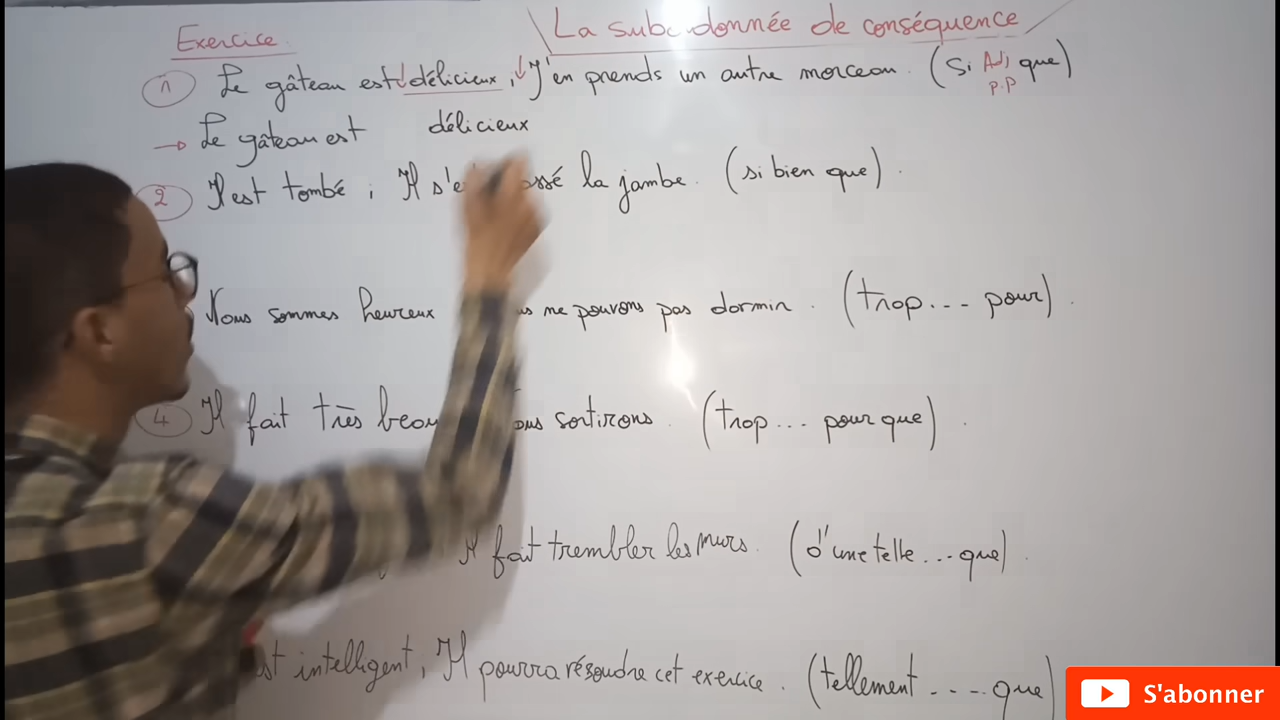 La subordonnée de conséquence
Exercice
1 Le gâteau est délicieux, J'en prends un autre morceau. (Si Adj que)
p.p
→ Le gâteau est délicieux
2 Il est tombé, Il la jambe. (si bien que).
Nous sommes heureux ne pouvons pas dormir. (trop... pour).
4 Il fait très beau sortirons. (trop... pour que).
Il fait trembler les murs. (d'une telle...que).
est intelligent, Il pourra résoudre cet exercice. (tellement .... que)
S'abonner